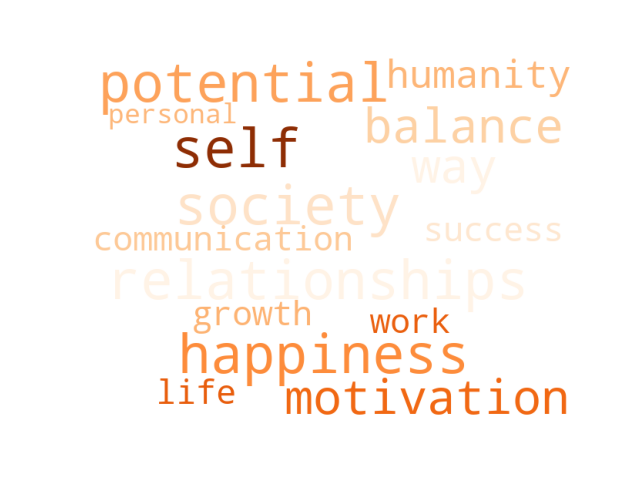 potential humanity
personal
balance
self
way
society
success
communication
relationships
growth
work
happiness
life
motivation